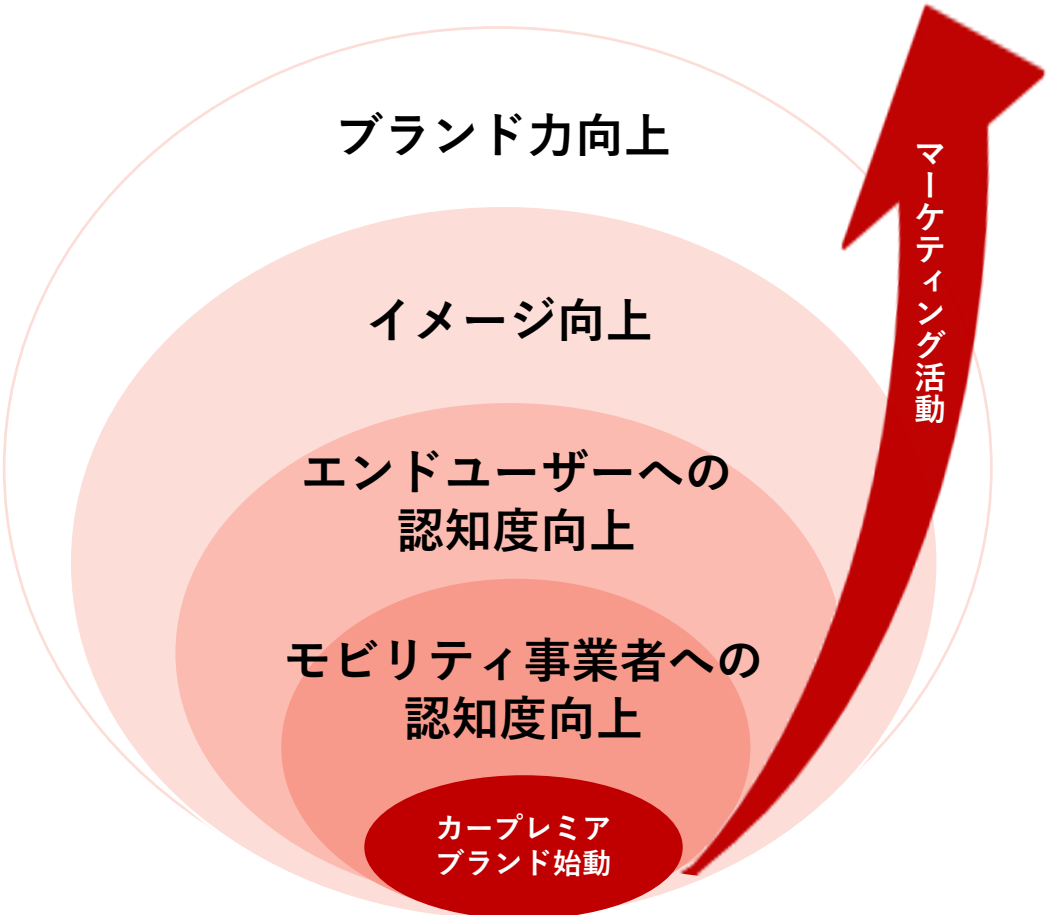 ブランド力向上
イメージ向上
エンドユーザーへの
認知度向上
モビリティ事業者への
認知度向上
カープレミア
ブランド始動
マーケティング活動